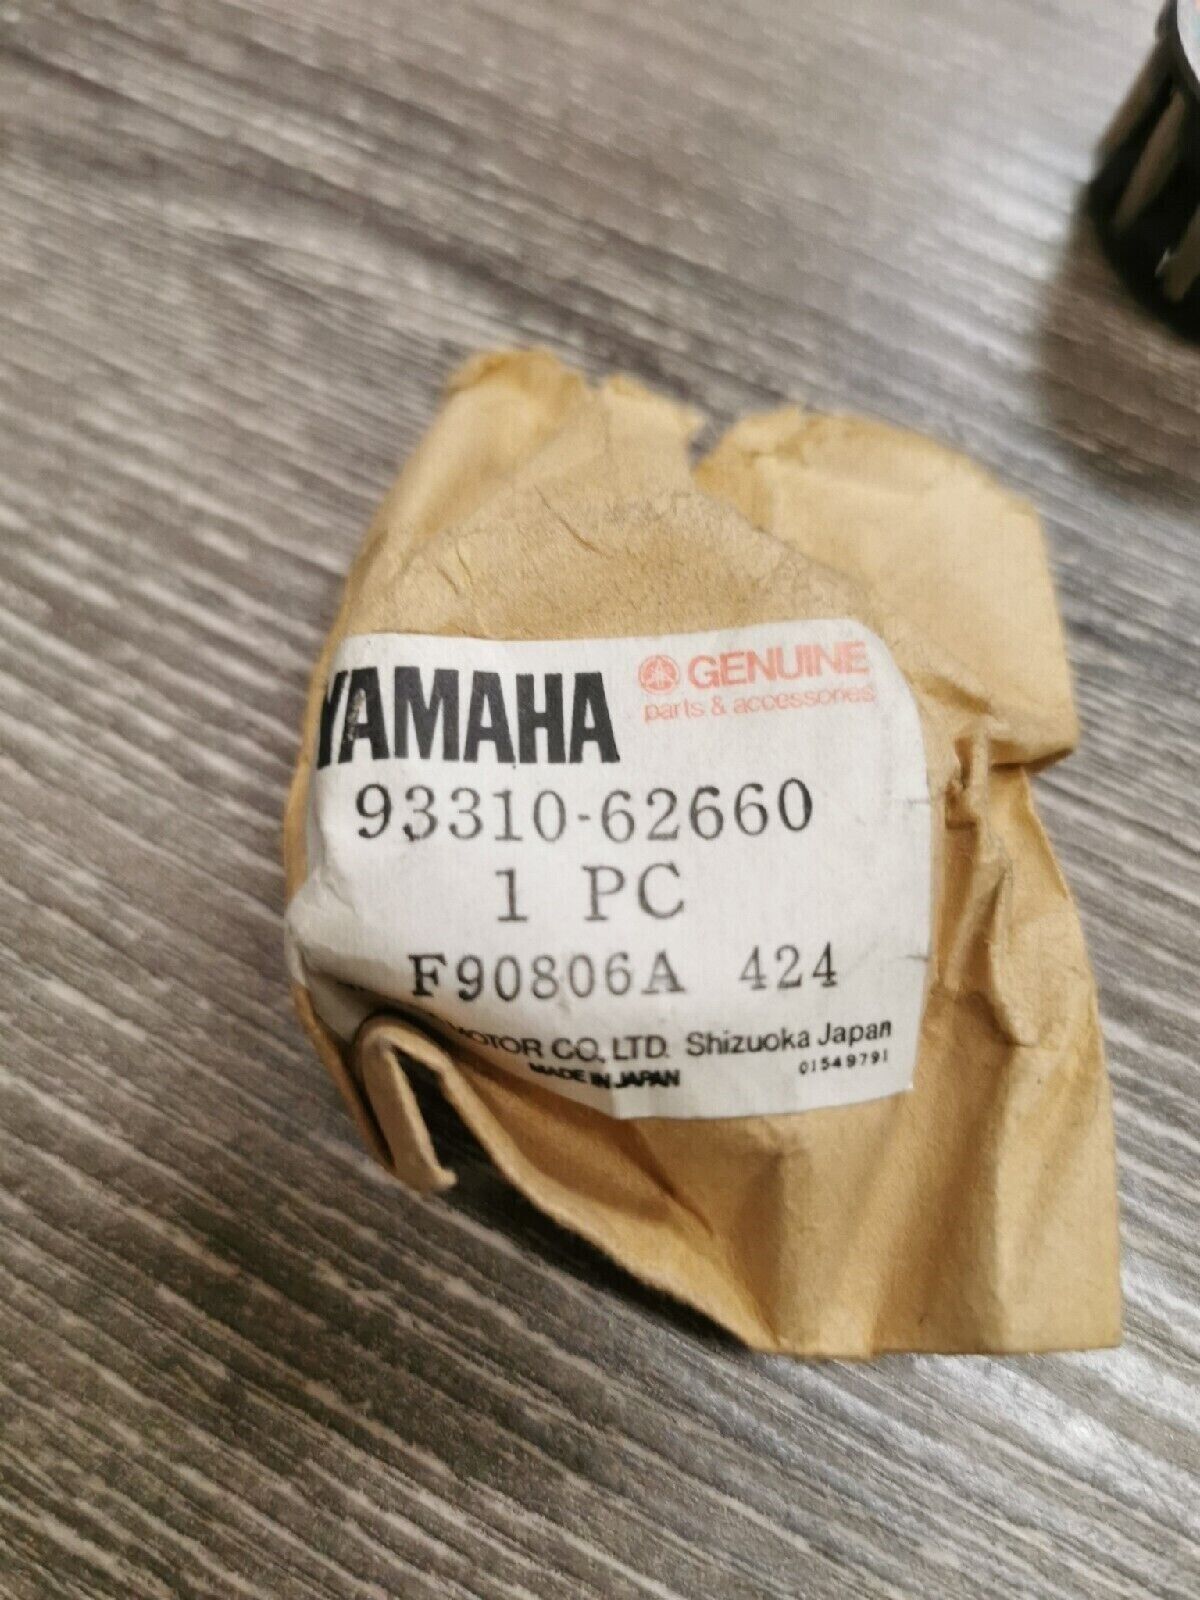 YAMAHA GENUINE
parts & accessories
93310-62660
1 PC
F90806A 424
MOTOR CO., LTD. Shizuoka Japan
MADE IN JAPAN 01549791